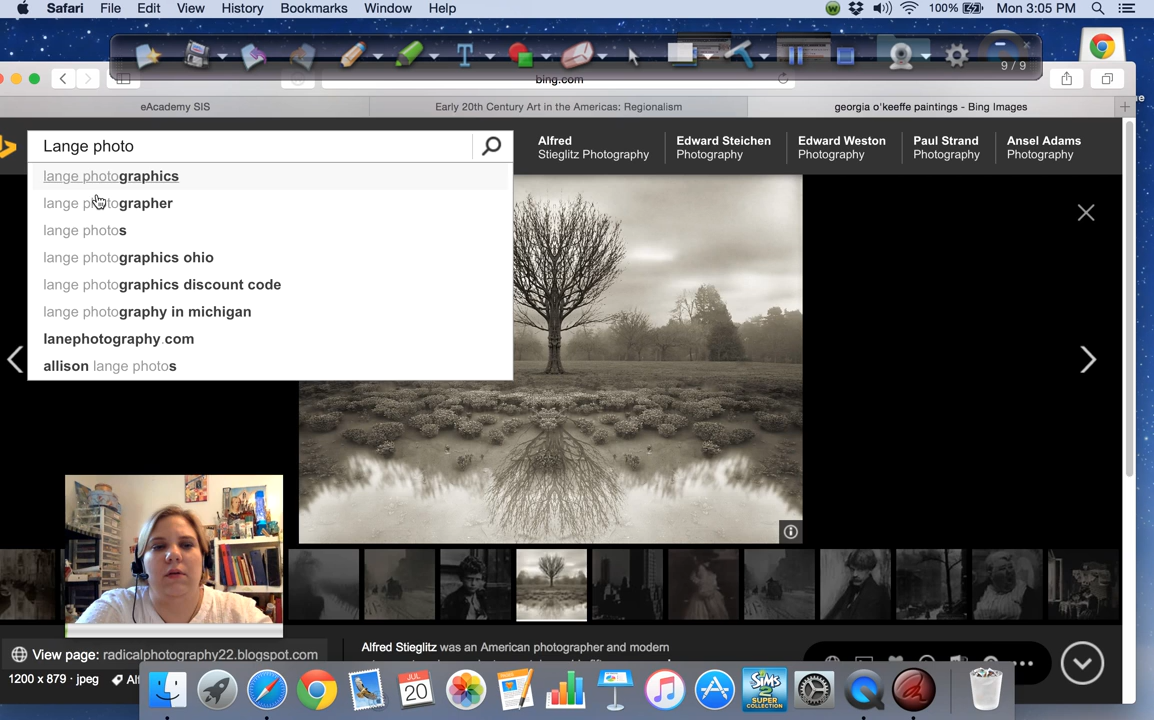 Safari File Edit View History Bookmarks Window Help 100% Mon 3:05 PM
9 / 9
bing.com
eAcademy SIS
Early 20th Century Art in the Americas: Regionalism
georgia o'keeffe paintings - Bing Images
Lange photo
Alfred
Stieglitz Photography
Edward Steichen
Photography
Edward Weston
Photography
Paul Strand
Photography
Ansel Adams
Photography
lange photographics
lange photographer
lange photos
lange photographics ohio
lange photographics discount code
lange photography in michigan
lanephotography.com
allison lange photos
View page: radicalphotography22.blogspot.com
1200 x 879 · jpeg
Alfred Stieglitz was an American photographer and modern
JUL
20
SIMS
2
SUPER
COLLECTION